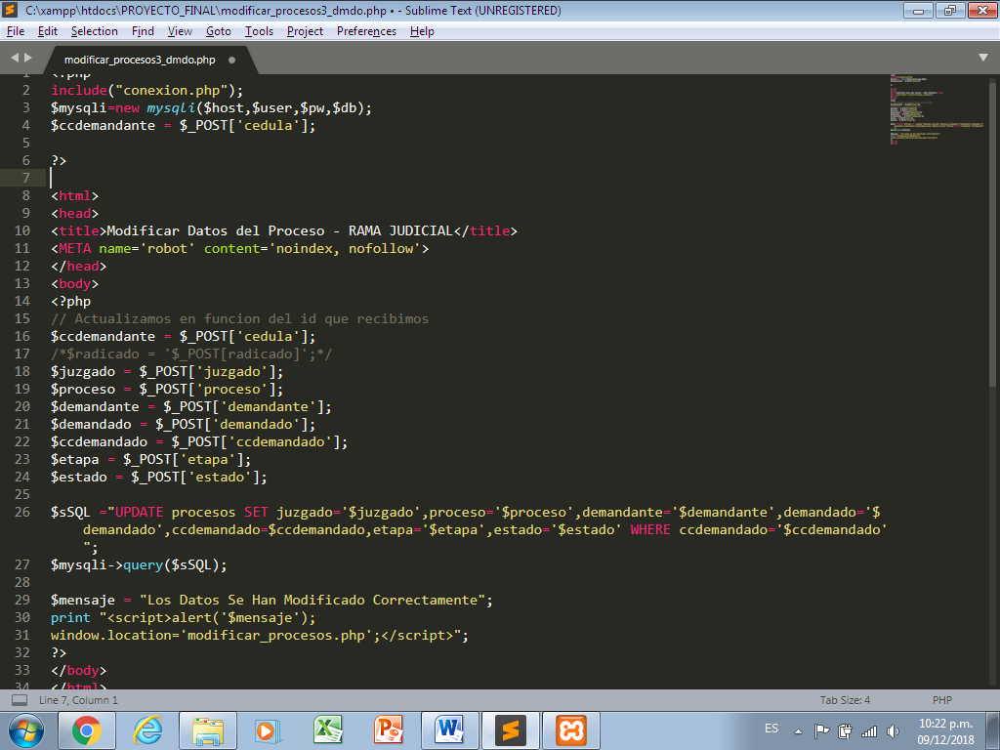 C:\xampp\htdocs\PROYECTO_FINAL\modificar_procesos3_dmdo.php • - Sublime Text (UNREGISTERED)
File Edit Selection Find View Goto Tools Project Preferences Help
modificar_procesos3_dmdo.php
1 <?php
2 include("conexion.php");
3 $mysqli=new mysqli($host,$user,$pw,$db);
4 $ccdemandante = $_POST['cedula'];
5
6 ?>
7
8 <html>
9 <head>
10 <title>Modificar Datos del Proceso - RAMA JUDICIAL</title>
11 <META name='robot' content='noindex, nofollow'>
12 </head>
13 <body>
14 <?php
15 // Actualizamos en funcion del id que recibimos
16 $ccdemandante = $_POST['cedula'];
17 /*$radicado = '$_POST[radicado]';*/
18 $juzgado = $_POST['juzgado'];
19 $proceso = $_POST['proceso'];
20 $demandante = $_POST['demandante'];
21 $demandado = $_POST['demandado'];
22 $ccdemandado = $_POST['ccdemandado'];
23 $etapa = $_POST['etapa'];
24 $estado = $_POST['estado'];
25
26 $sSQL ="UPDATE procesos SET juzgado='$juzgado',proceso='$proceso',demandante='$demandante',demandado='$
demandado',ccdemandado=$ccdemandado,etapa='$etapa',estado='$estado' WHERE ccdemandado='$ccdemandado'
";
27 $mysqli->query($sSQL);
28
29 $mensaje = "Los Datos Se Han Modificado Correctamente";
30 print "<script>alert('$mensaje');
31 window.location='modificar_procesos.php';</script>";
32 ?>
33 </body>
34 </html>
Line 7, Column 1 Tab Size: 4 PHP
ES 10:22 p.m.
09/12/2018